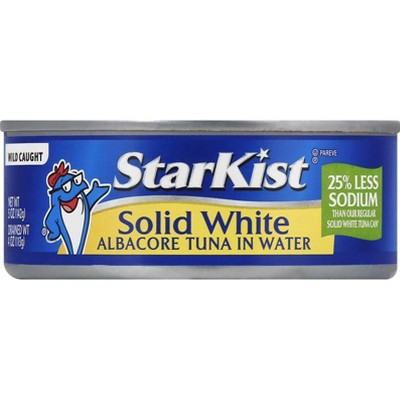 WILD CAUGHT
PAREVE
StarKist®
25% LESS
SODIUM
THAN OUR REGULAR
SOLID WHITE TUNA CAN
NET WT
5 OZ (142g)
DRAINED WT
4 OZ (113g)
Solid White
ALBACORE TUNA IN WATER